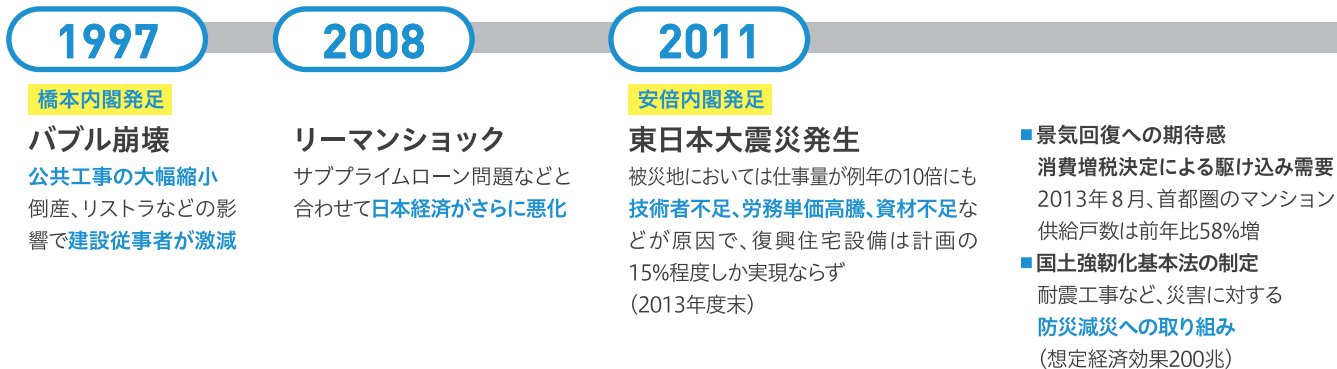 1997
橋本内閣発足
バブル崩壊
公共工事の大幅縮小
倒産、リストラなどの影
響で建設従事者が激減
2008
リーマンショック
サブプライムローン問題などと
合わせて日本経済がさらに悪化
2011
安倍内閣発足
東日本大震災発生
被災地においては仕事量が例年の10倍にも
技術者不足、労務単価高騰、資材不足な
どが原因で、復興住宅設備は計画の
15%程度しか実現ならず
（2013年度末）
■ 景気回復への期待感
消費増税決定による駆け込み需要
2013年8月、首都圏のマンション
供給戸数は前年比58%増
■ 国土強靭化基本法の制定
耐震工事など、災害に対する
防災減災への取り組み
（想定経済効果200兆）